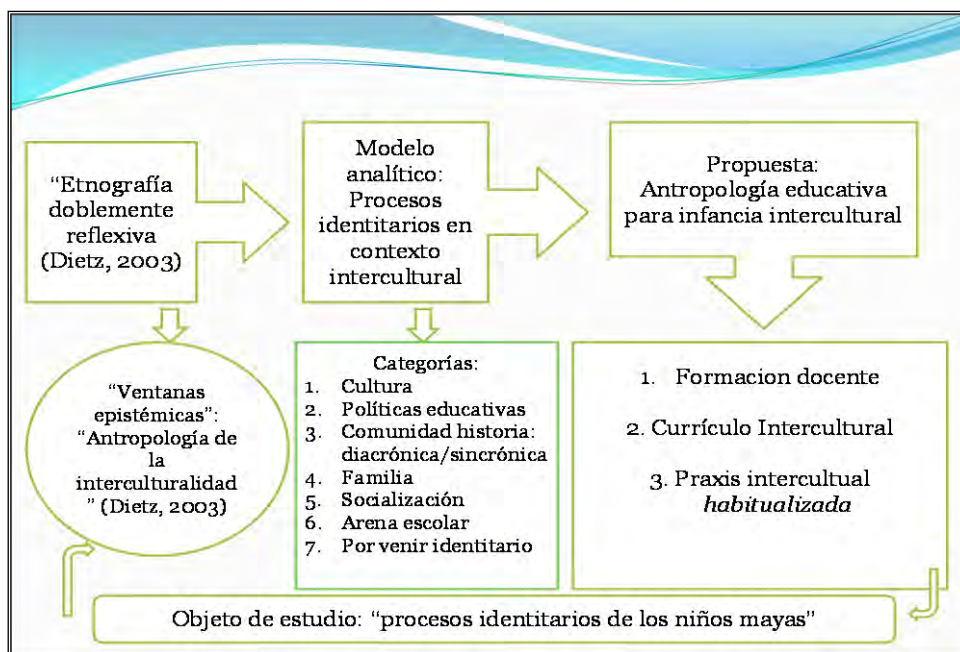 “Etnografía
doblemente
reflexiva
(Dietz, 2003)
Modelo
analítico:
Procesos
identitarios en
contexto
intercultural
Propuesta:
Antropología educativa
para infancia intercultural
“Ventanas
epistémicas”:
“Antropología de
la
interculturalidad
” (Dietz, 2003)
Categorías:
1. Cultura
2. Políticas educativas
3. Comunidad historia:
diacrónica/sincrónica
4. Familia
5. Socialización
6. Arena escolar
7. Por venir identitario
1. Formacion docente
2. Currículo Intercultural
3. Praxis intercultual
habitualizada
Objeto de estudio: “procesos identitarios de los niños mayas”